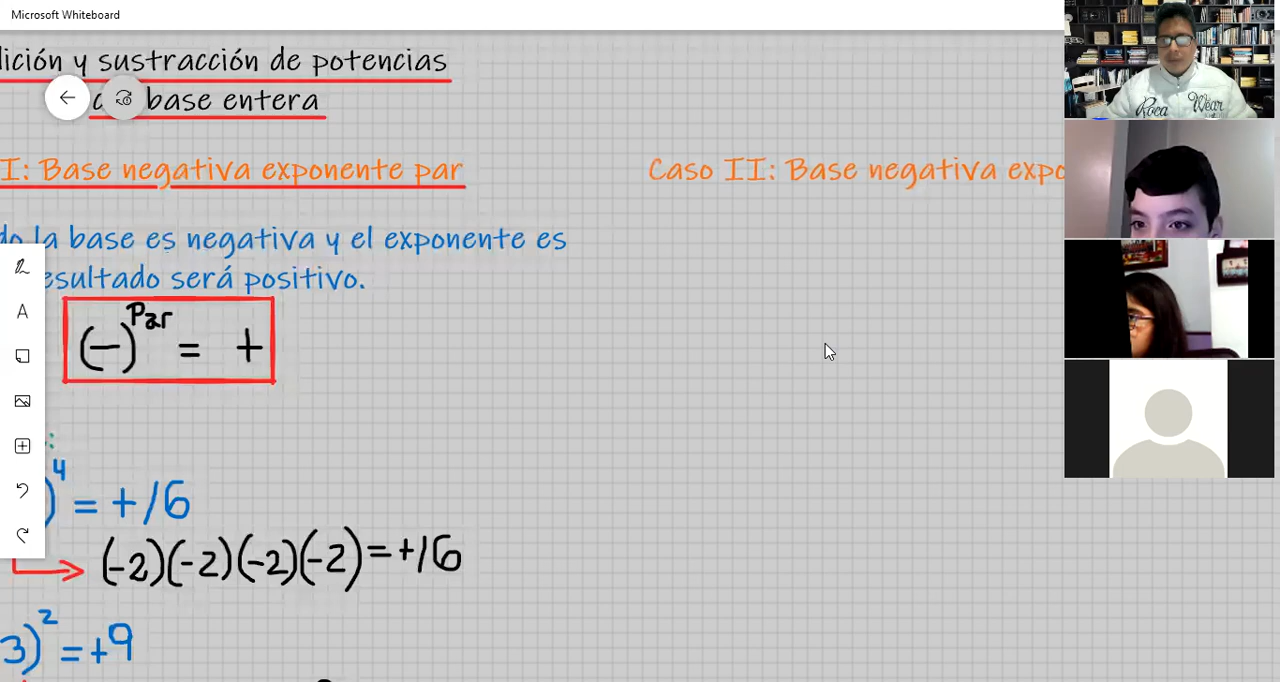 Microsoft Whiteboard
ición y sustracción de potencias
base entera
I: Base negativa exponente par
Caso II: Base negativa expo
do la base es negativa y el exponente es
esultado será positivo.
(-)^Par = +
:
)^4 = +16
(-2)(-2)(-2)(-2) = +16
3)^2 = +9
Roca Wear